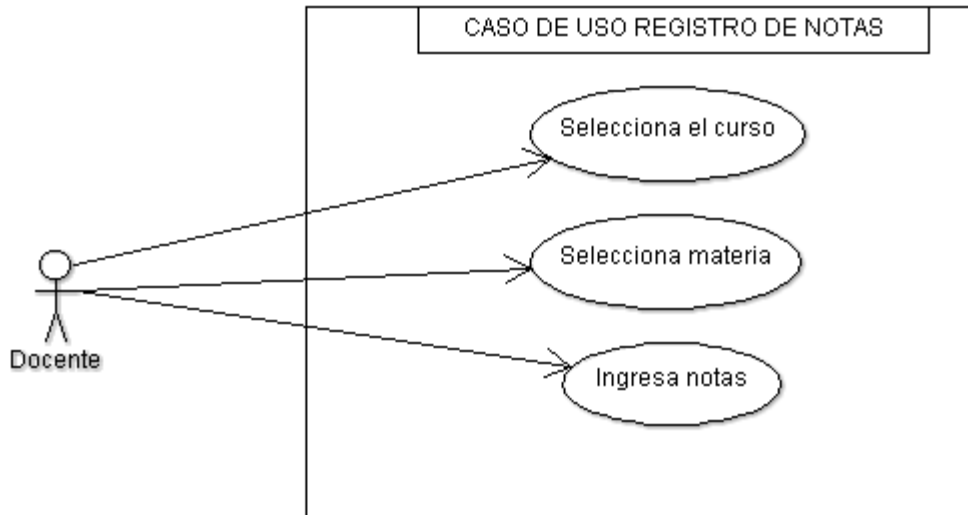 CASO DE USO REGISTRO DE NOTAS
Selecciona el curso
Selecciona materia
Docente
Ingresa notas